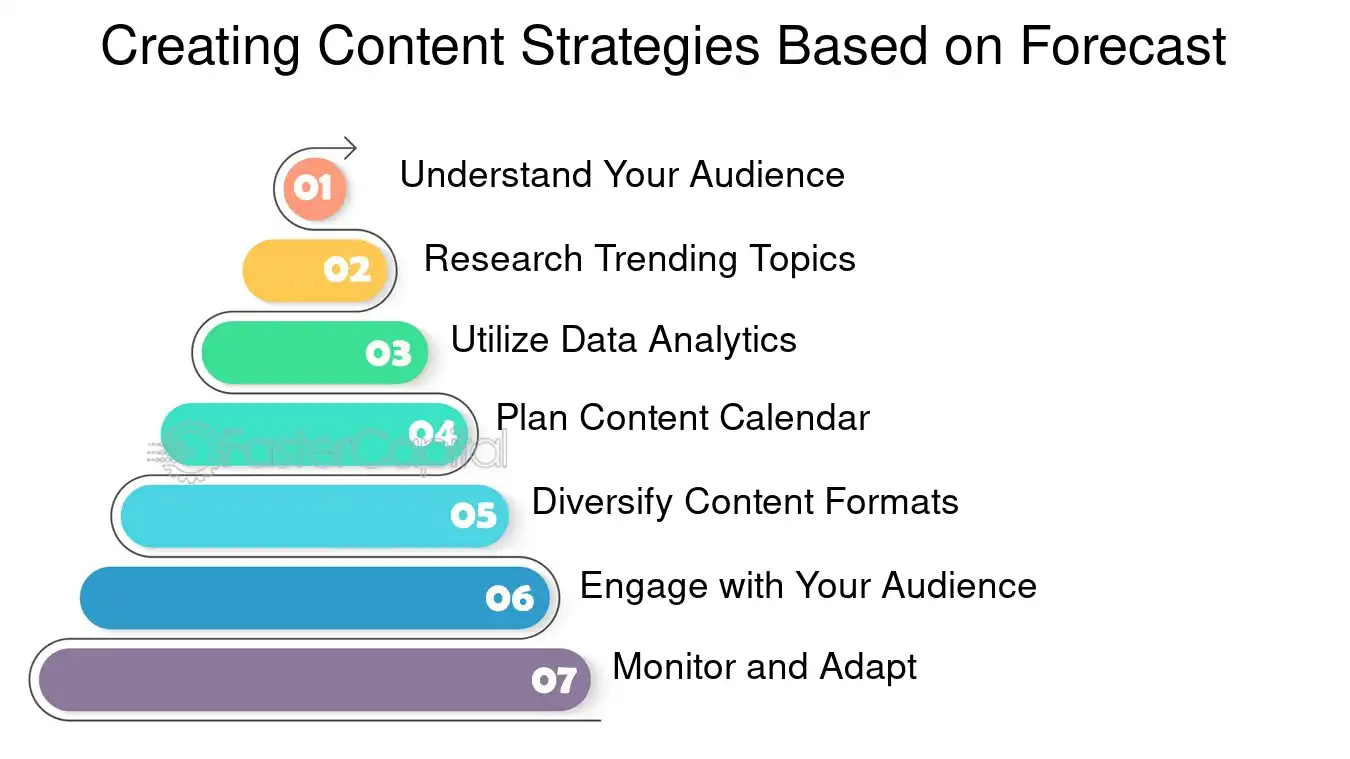 Creating Content Strategies Based on Forecast
01 Understand Your Audience
02 Research Trending Topics
03 Utilize Data Analytics
04 Plan Content Calendar
FasterCapital
05 Diversify Content Formats
06 Engage with Your Audience
07 Monitor and Adapt